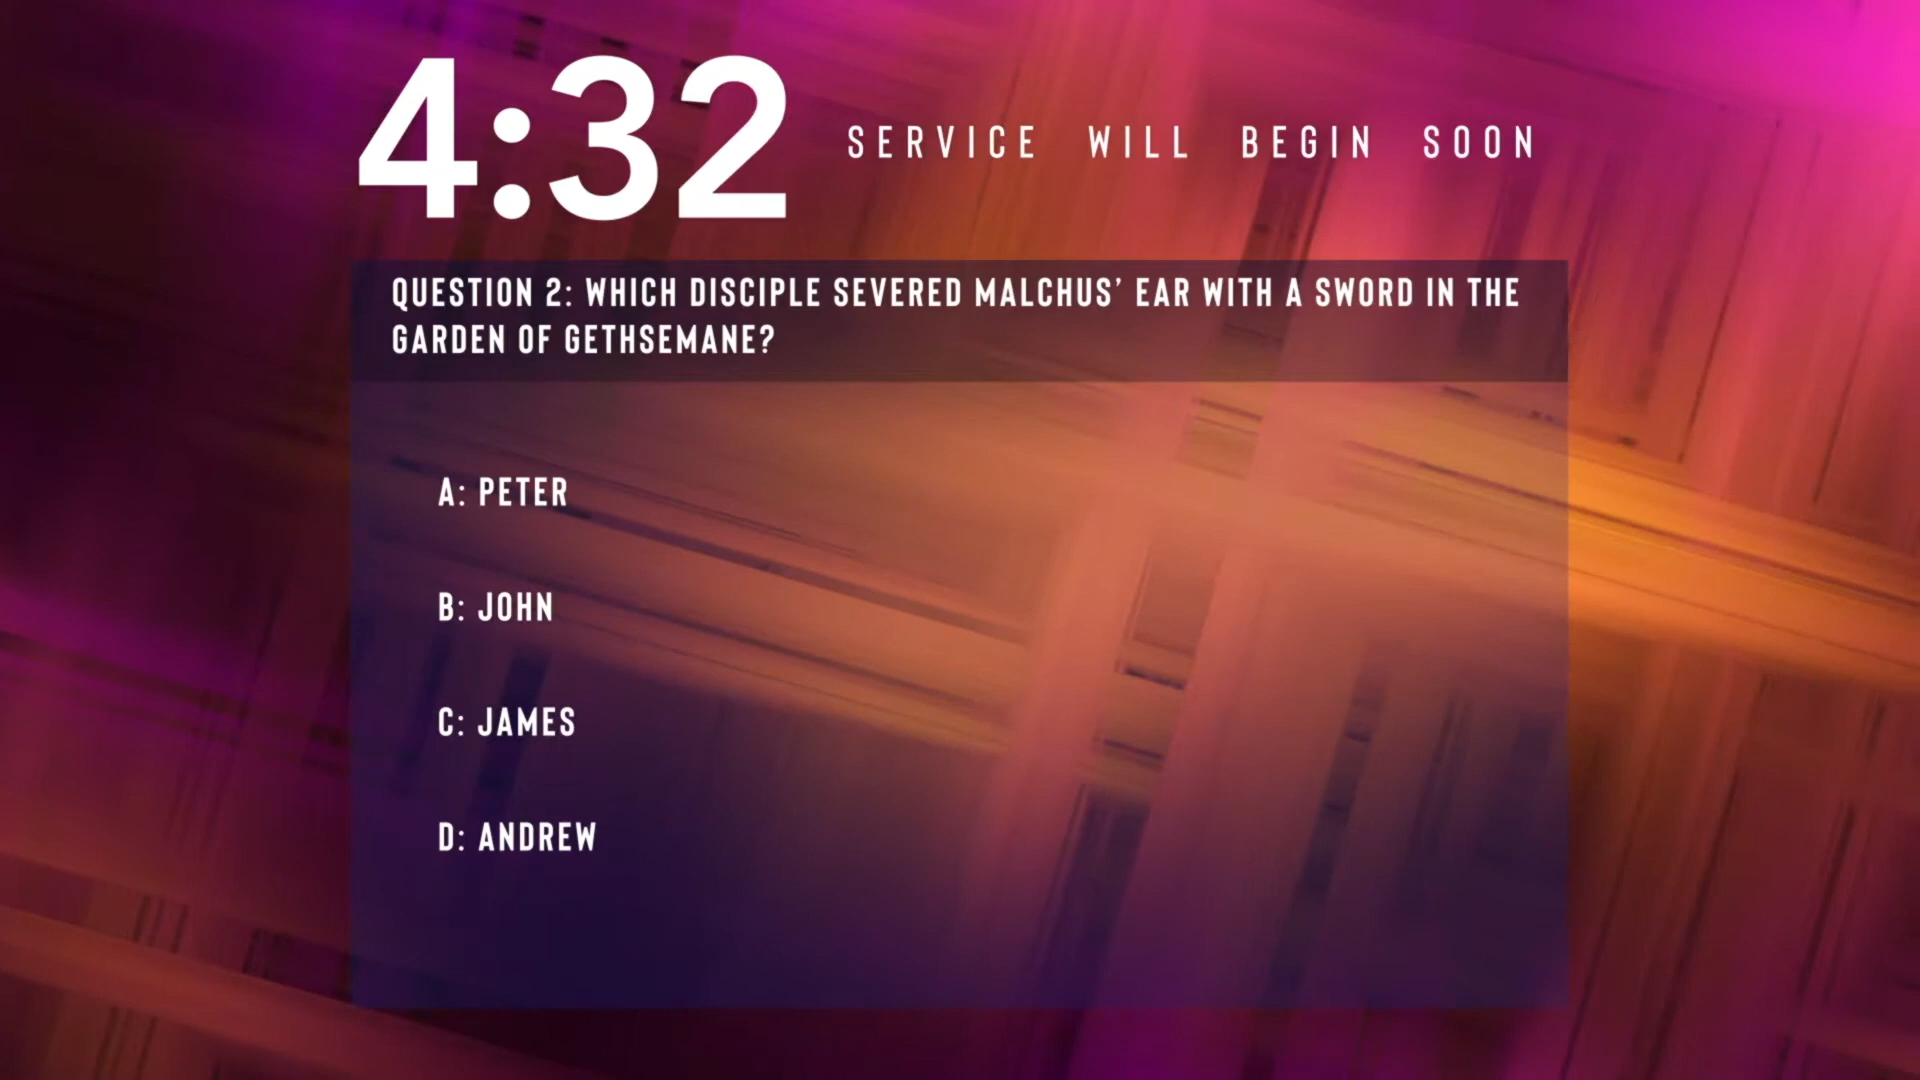 4:32
SERVICE WILL BEGIN SOON
QUESTION 2: WHICH DISCIPLE SEVERED MALCHUS’ EAR WITH A SWORD IN THE
GARDEN OF GETHSEMANE?
A: PETER
B: JOHN
C: JAMES
D: ANDREW